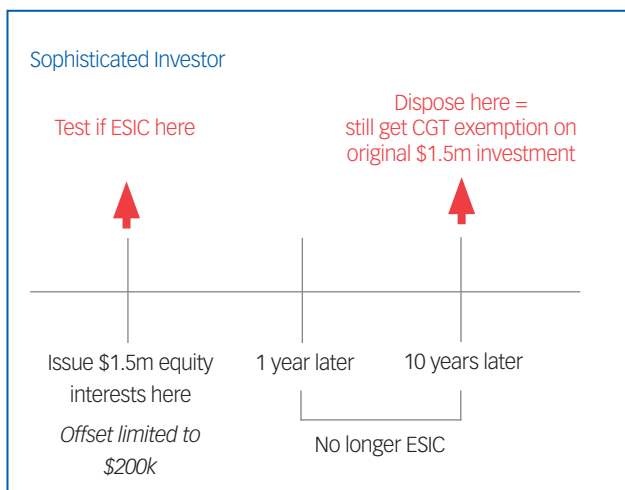 Sophisticated Investor
Test if ESIC here
Dispose here =
still get CGT exemption on
original $1.5m investment
Issue $1.5m equity
interests here
Offset limited to
$200k
1 year later
10 years later
No longer ESIC